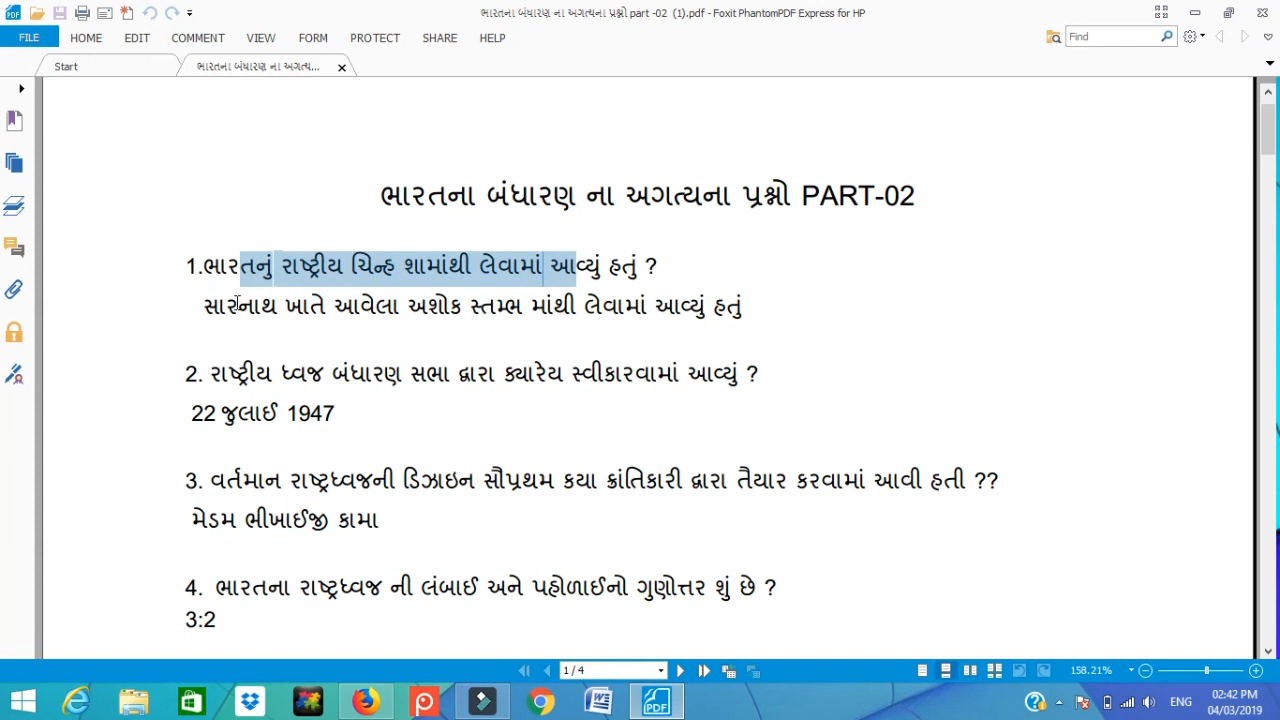 ભારતના બંધારણ ના અગત્યના પ્રશ્નો part -02 (1).pdf - Foxit PhantomPDF Express for HP
FILE HOME EDIT COMMENT VIEW FORM PROTECT SHARE HELP
Find
Start
ભારતના બંધારણ ના અગત્ય...
ભારતના બંધારણ ના અગત્યના પ્રશ્નો PART-02
1.ભારતનું રાષ્ટ્રીય ચિન્હ શામાંથી લેવામાં આવ્યું હતું ?
સારનાથ ખાતે આવેલા અશોક સ્તમ્ભ માંથી લેવામાં આવ્યું હતું
2. રાષ્ટ્રીય ધ્વજ બંધારણ સભા દ્વારા ક્યારેય સ્વીકારવામાં આવ્યું ?
22 જુલાઈ 1947
3. વર્તમાન રાષ્ટ્રધ્વજની ડિઝાઇન સૌપ્રથમ કયા ક્રાંતિકારી દ્વારા તૈયાર કરવામાં આવી હતી ??
મેડમ ભીખાઈજી કામા
4. ભારતના રાષ્ટ્રધ્વજ ની લંબાઈ અને પહોળાઈનો ગુણોત્તર શું છે ?
3:2
1 / 4
158.21%
ENG
02:42 PM
04/03/2019